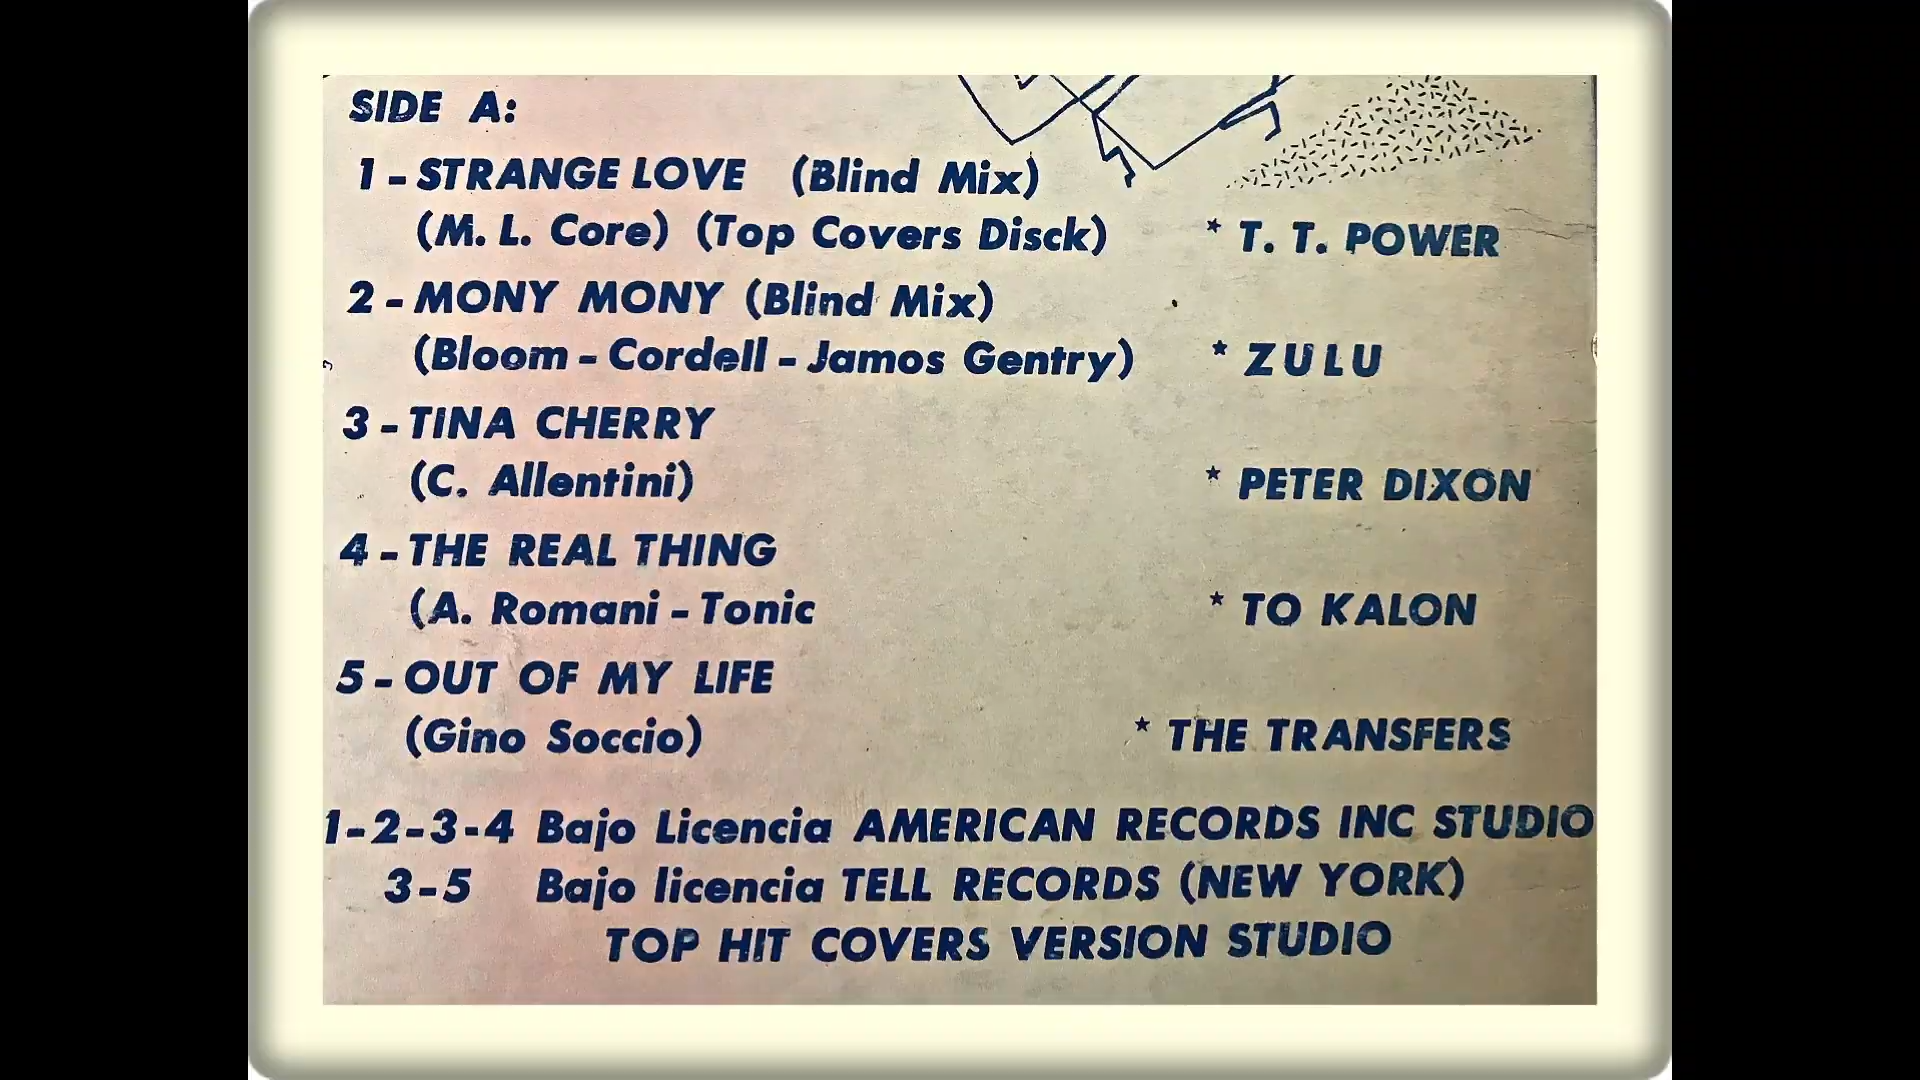 SIDE A:
1 - STRANGE LOVE (Blind Mix)
(M. L. Core) (Top Covers Disck) * T. T. POWER
2 - MONY MONY (Blind Mix)
(Bloom - Cordell - Jamos Gentry) * ZULU
3 - TINA CHERRY
(C. Allentini) * PETER DIXON
4 - THE REAL THING
(A. Romani - Tonic * TO KALON
5 - OUT OF MY LIFE
(Gino Soccio) * THE TRANSFERS
1-2-3-4 Bajo Licencia AMERICAN RECORDS INC STUDIO
3-5 Bajo licencia TELL RECORDS (NEW YORK)
TOP HIT COVERS VERSION STUDIO